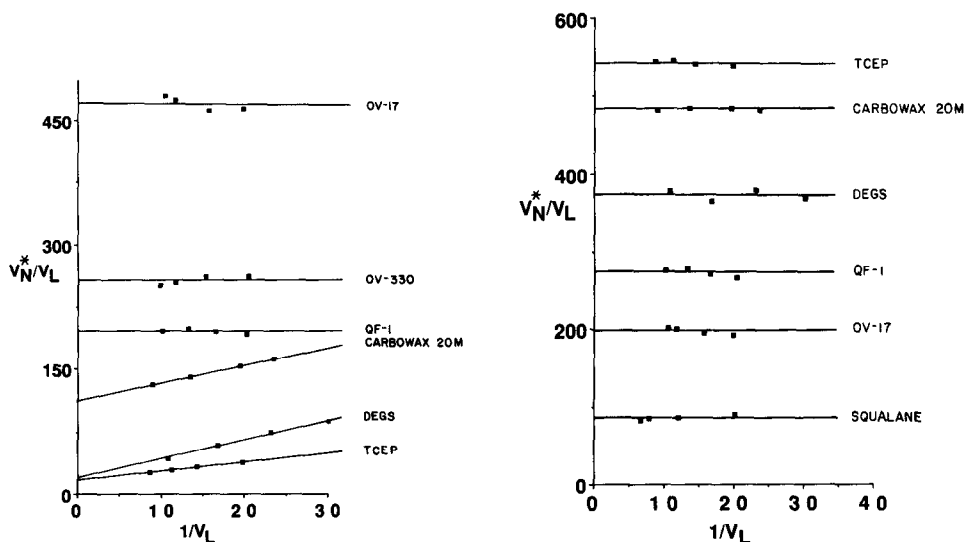 450
300
150
0
V*N/VL
OV-17
OV-330
QF-1
CARBOWAX 20M
DEGS
TCEP
0 10 20 30
1/VL
600
400
200
0
V*N/VL
TCEP
CARBOWAX 20M
DEGS
QF-1
OV-17
SQUALANE
0 10 20 30 40
1/VL